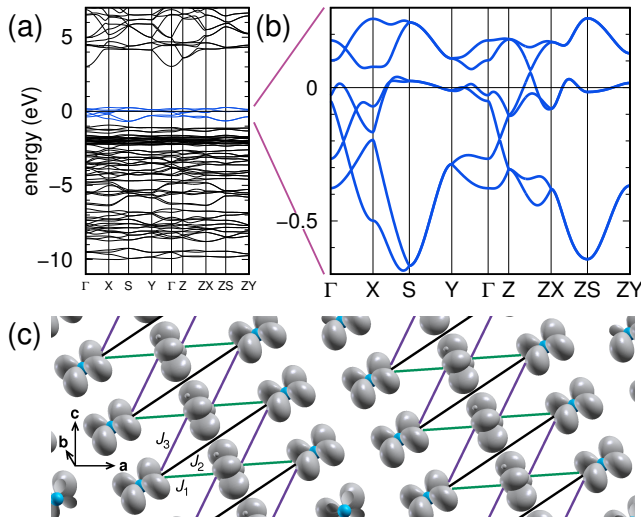 (a)
energy (eV)
5
0
−5
−10
Γ X S Y Γ Z ZX ZS ZY
(b)
0
−0.5
Γ X S Y Γ Z ZX ZS ZY
(c)
c
b
a
J3
J2
J1